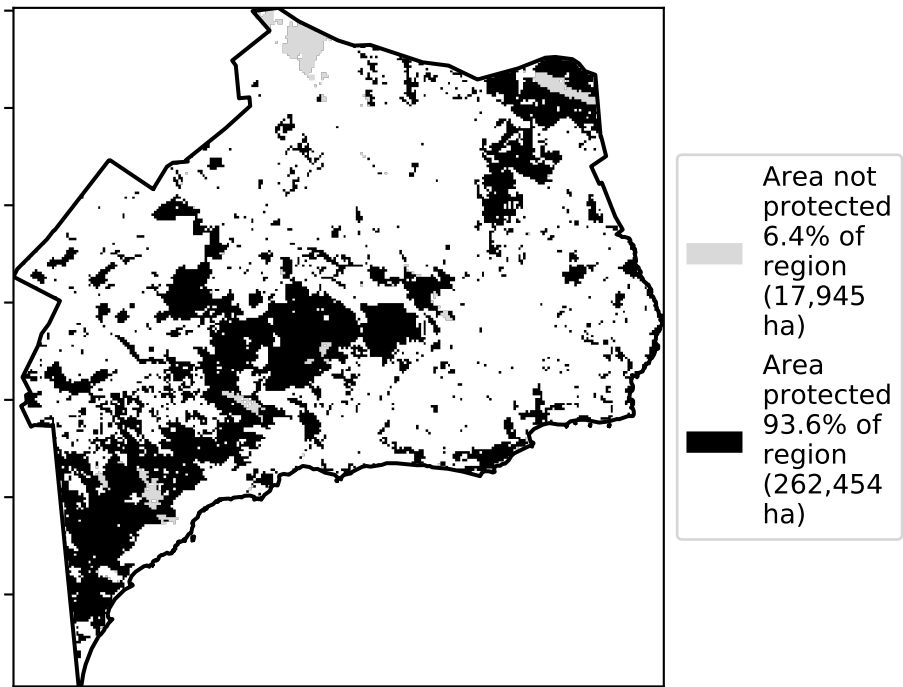 Area not
protected
6.4% of
region
(17,945
ha)
Area
protected
93.6% of
region
(262,454
ha)